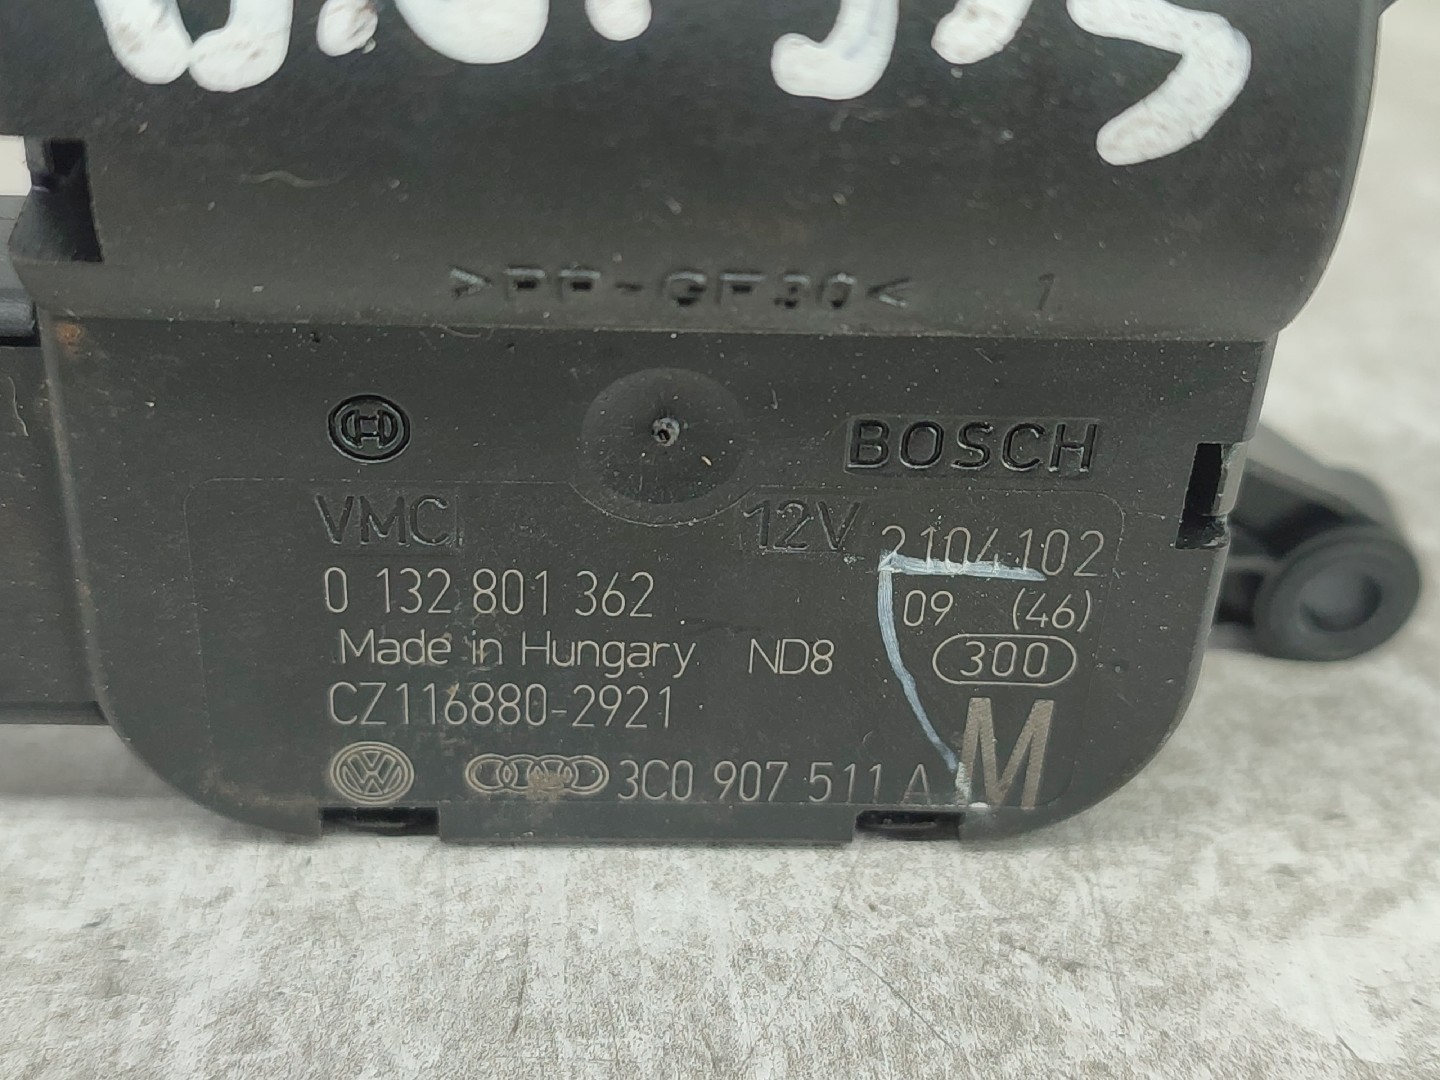 >PP-GF30< 1
BOSCH
VMC 12V 2104102
0 132 801 362 09 (46)
Made in Hungary ND8 300
CZ116880-2921
3C0 907 511 A M